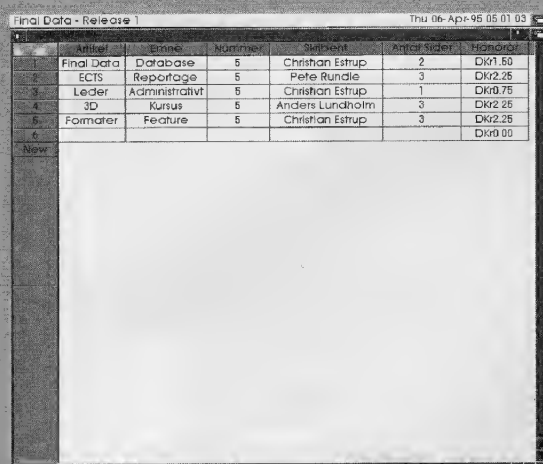 Final Data - Release 1 Thu 06-Apr-95 05 01 03
Artikel Emne Nummer Skribent Antal Sider Honorar
1 Final Data Database 5 Christian Estrup 2 DKr1.50
2 ECTS Reportage 5 Pete Rundle 3 DKr2.25
3 Leder Administrativt 5 Christian Estrup 1 DKr0.75
4 3D Kursus 5 Anders Lundholm 3 DKr2 25
5 Formater Feature 5 Christian Estrup 3 DKr2.25
6 DKr0 00
New